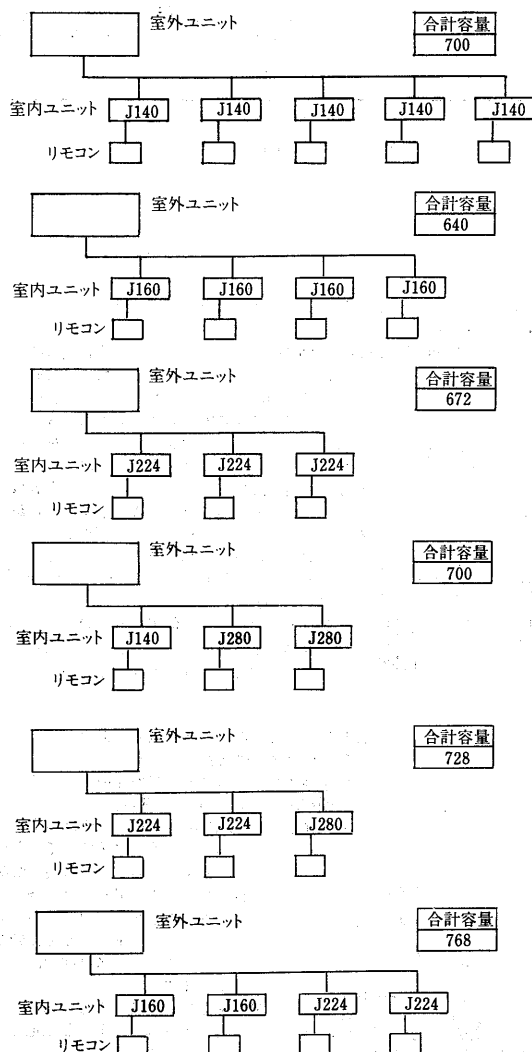 室外ユニット 合計容量
700
室内ユニット J140 J140 J140 J140 J140
リモコン
室外ユニット 合計容量
640
室内ユニット J160 J160 J160 J160
リモコン
室外ユニット 合計容量
672
室内ユニット J224 J224 J224
リモコン
室外ユニット 合計容量
700
室内ユニット J140 J280 J280
リモコン
室外ユニット 合計容量
728
室内ユニット J224 J224 J280
リモコン
室外ユニット 合計容量
768
室内ユニット J160 J160 J224 J224
リモコン